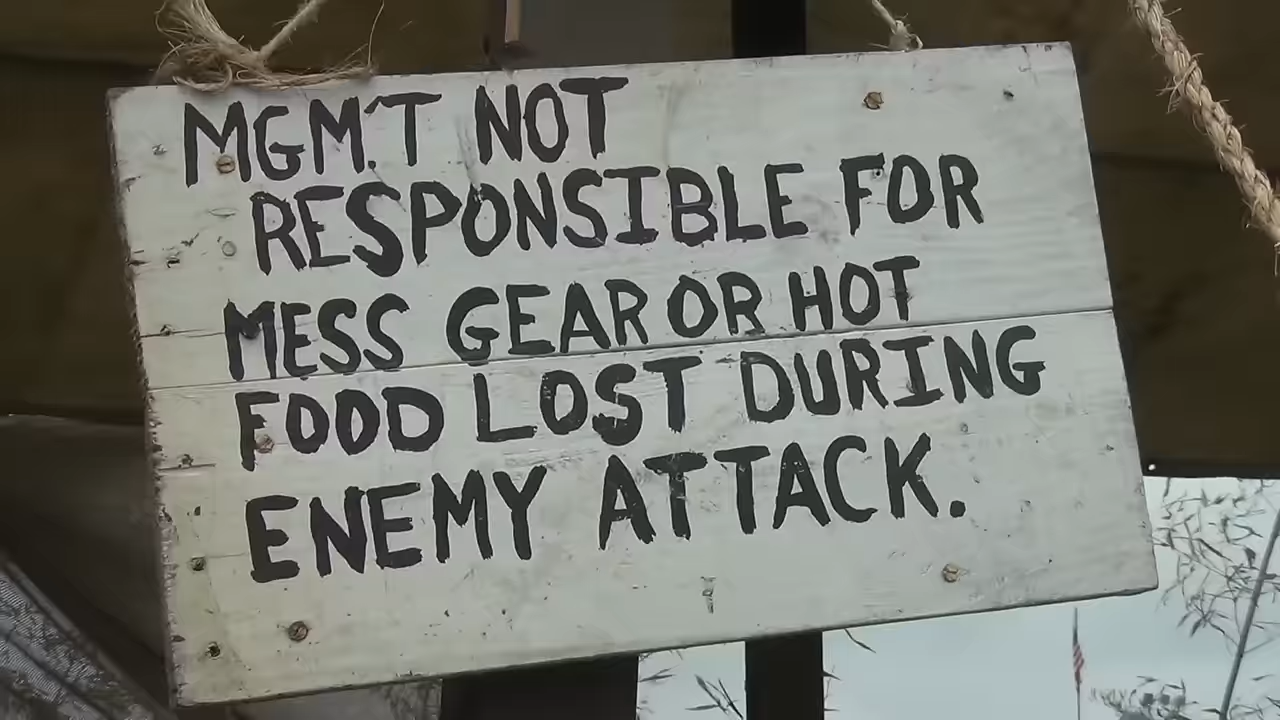 MGM'T NOT
RESPONSIBLE FOR
MESS GEAR OR HOT
FOOD LOST DURING
ENEMY ATTACK.